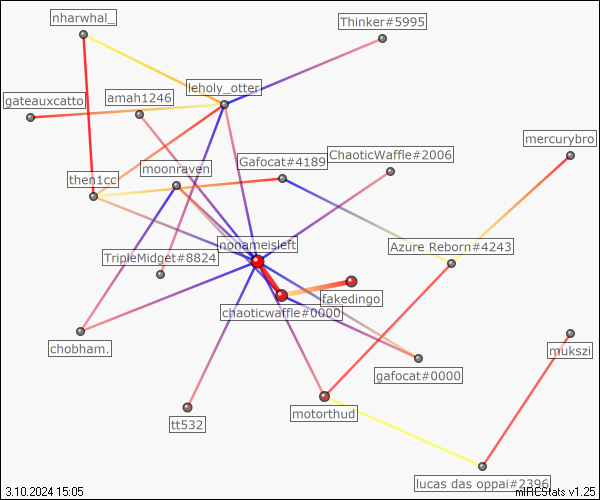 nharwhal_
Thinker#5995
leholy_otter
amah1246
gateauxcatto
mercurybro
ChaoticWaffle#2006
Gafocat#4189
moonraven
then1cc
nonameisleft
Azure Reborn#4243
TripleMidget#8824
fakedingo
chaoticwaffle#0000
chobham.
mukszi
gafocat#0000
motorthud
tt532
lucas das oppai#2396
3.10.2024 15:05
mIRCStats v1.25